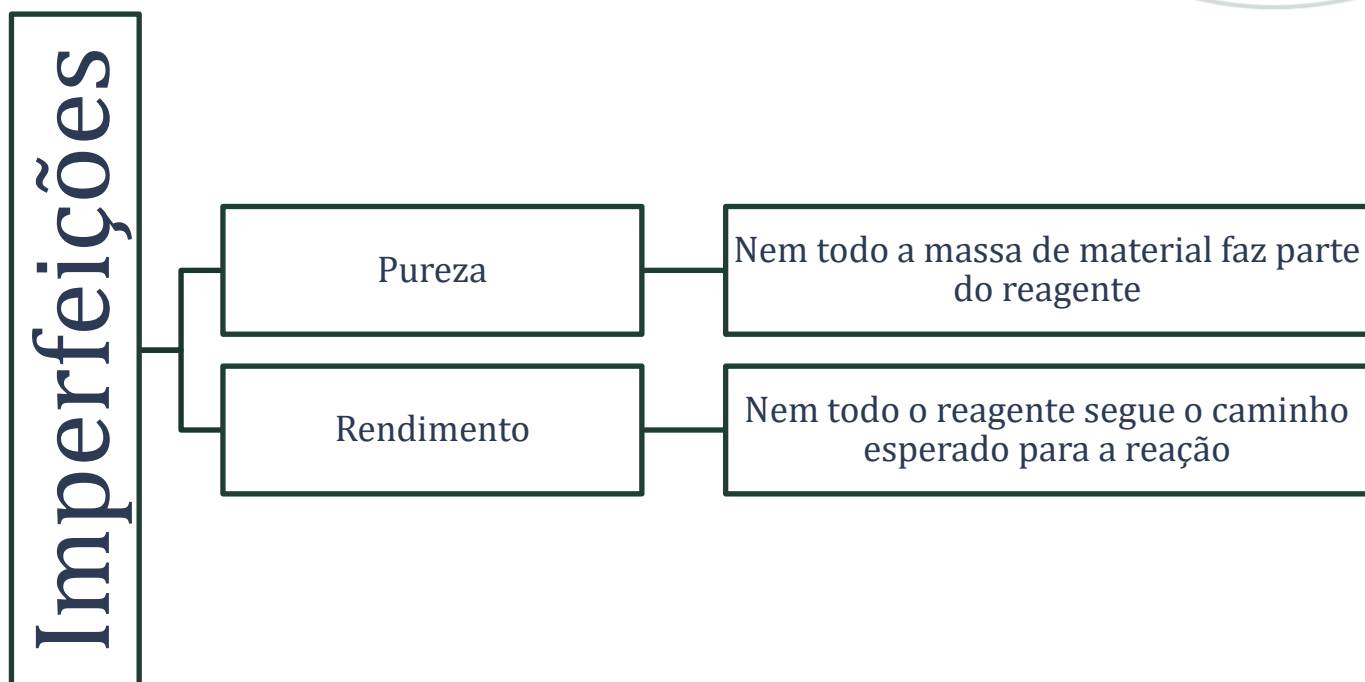 Imperfeições
Pureza
Nem todo a massa de material faz parte
do reagente
Rendimento
Nem todo o reagente segue o caminho
esperado para a reação